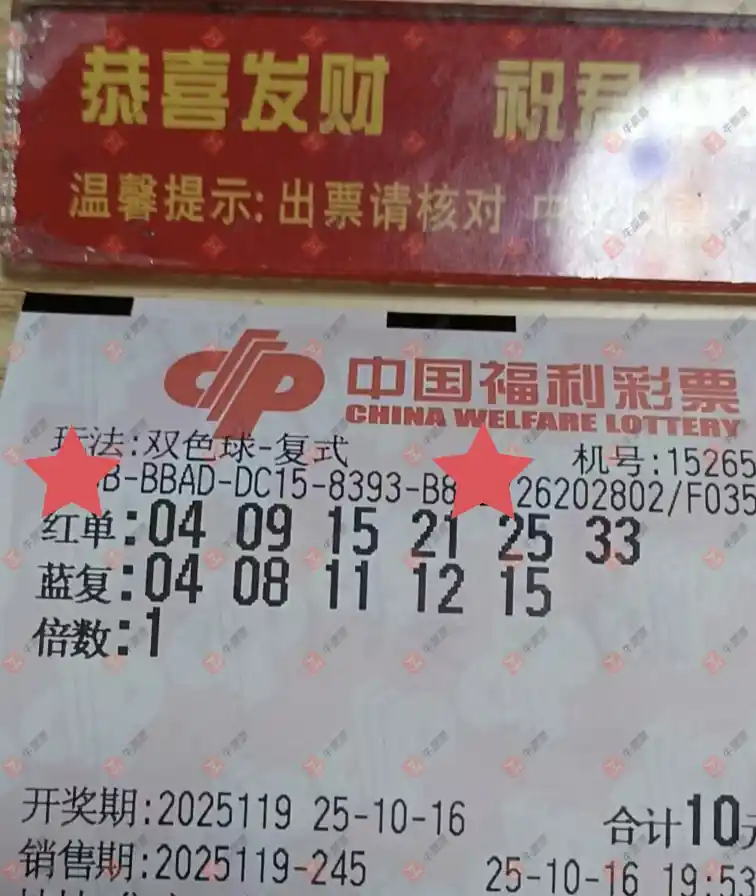 恭喜发财 祝君
温馨提示:出票请核对
中国福利彩票
CHINA WELFARE LOTTERY
玩法:双色球-复式 机号:15265
B-BBAD-DC15-8393-B8 26202802/F035
红单:04 09 15 21 25 33
蓝复:04 08 11 12 15
倍数:1
开奖期:2025119 25-10-16 合计10元
销售期:2025119-245 25-10-16 19:53